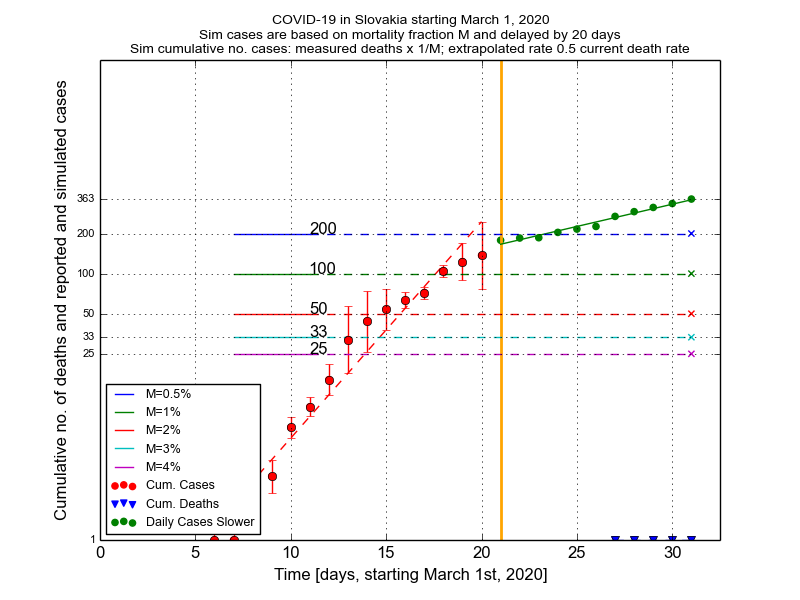 COVID-19 in Slovakia starting March 1, 2020
Sim cases are based on mortality fraction M and delayed by 20 days
Sim cumulative no. cases: measured deaths x 1/M; extrapolated rate 0.5 current death rate
Cumulative no. of deaths and reported and simulated cases
363
200
100
50
33
25
1
200
100
50
33
25
M=0.5%
M=1%
M=2%
M=3%
M=4%
Cum. Cases
Cum. Deaths
Daily Cases Slower
0 5 10 15 20 25 30
Time [days, starting March 1st, 2020]